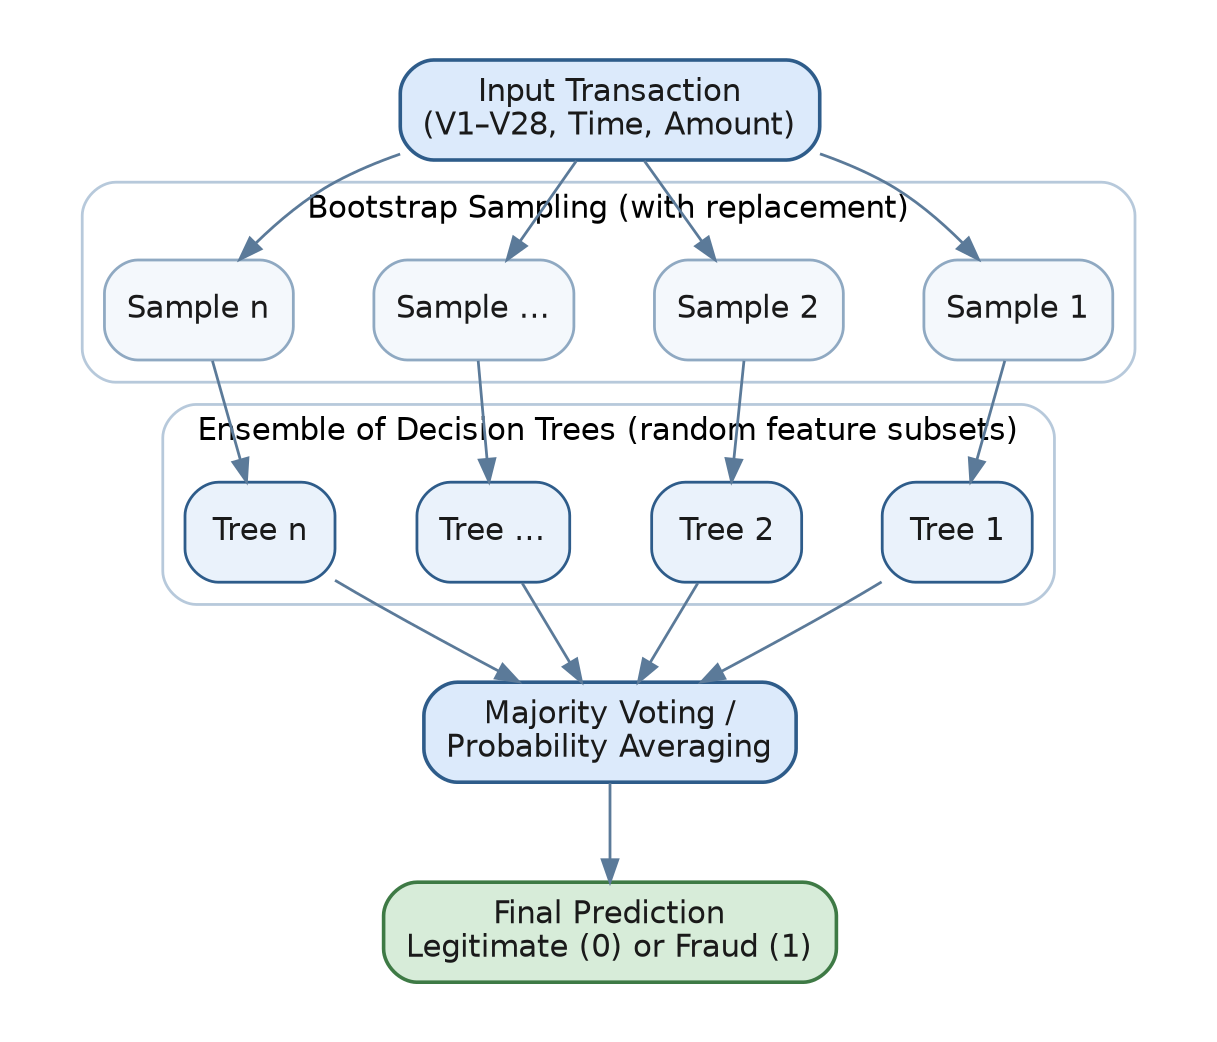 Input Transaction
(V1–V28, Time, Amount)
Bootstrap Sampling (with replacement)
Sample n
Sample ...
Sample 2
Sample 1
Ensemble of Decision Trees (random feature subsets)
Tree n
Tree ...
Tree 2
Tree 1
Majority Voting /
Probability Averaging
Final Prediction
Legitimate (0) or Fraud (1)